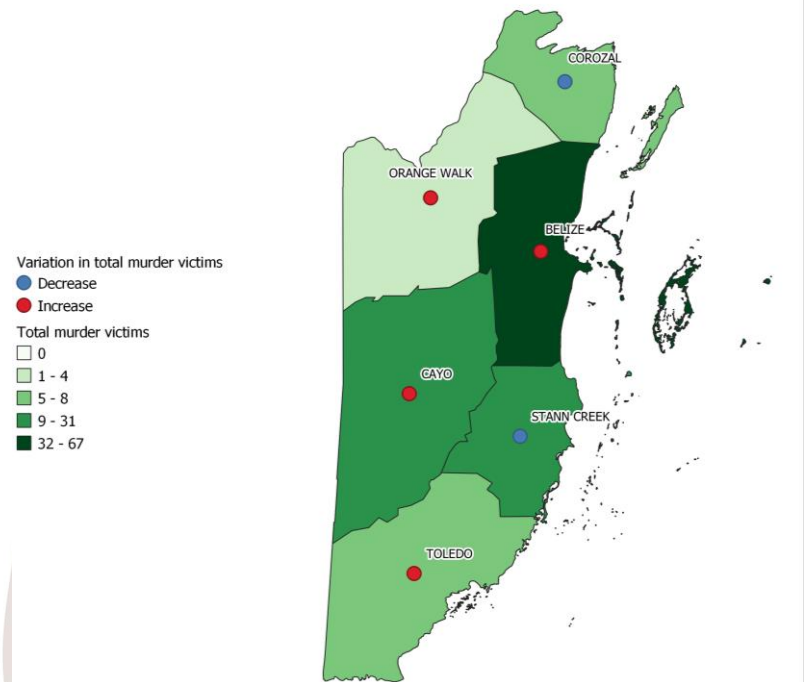 COROZAL
ORANGE WALK
BELIZE
Variation in total murder victims
Decrease
Increase
Total murder victims
0
1 - 4
5 - 8
9 - 31
32 - 67
CAYO
STANN CREEK
TOLEDO